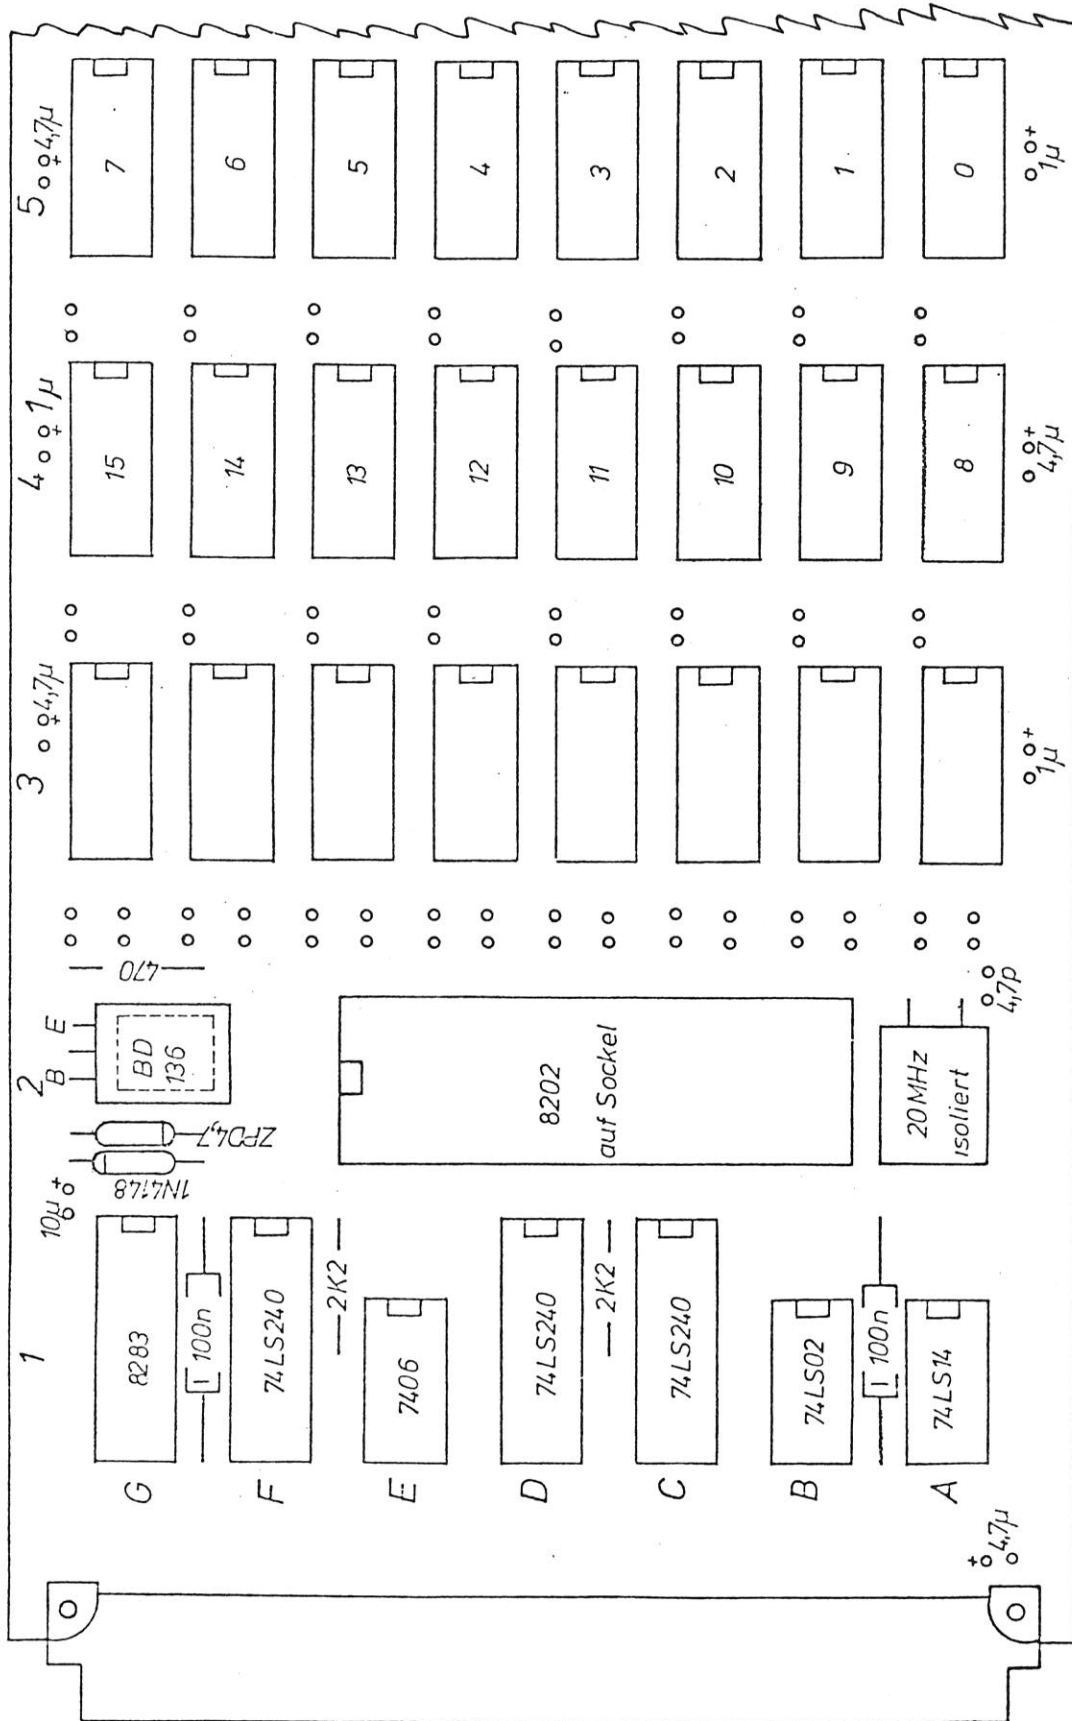 1
2
3
4
5
10µ
+
4,7µ
+
1µ
+
4,7µ
+
G
8283
1N4148
ZPD4,7
B
E
BD
136
470
15
7
100n
F
74LS240
14
6
2K2
E
7406
13
5
8202
auf Sockel
12
4
D
74LS240
11
3
2K2
C
74LS240
10
2
B
74LS02
9
1
100n
A
74LS14
20MHz
isoliert
4,7p
8
0
+
4,7µ
+
1µ
+
4,7µ
+
1µ